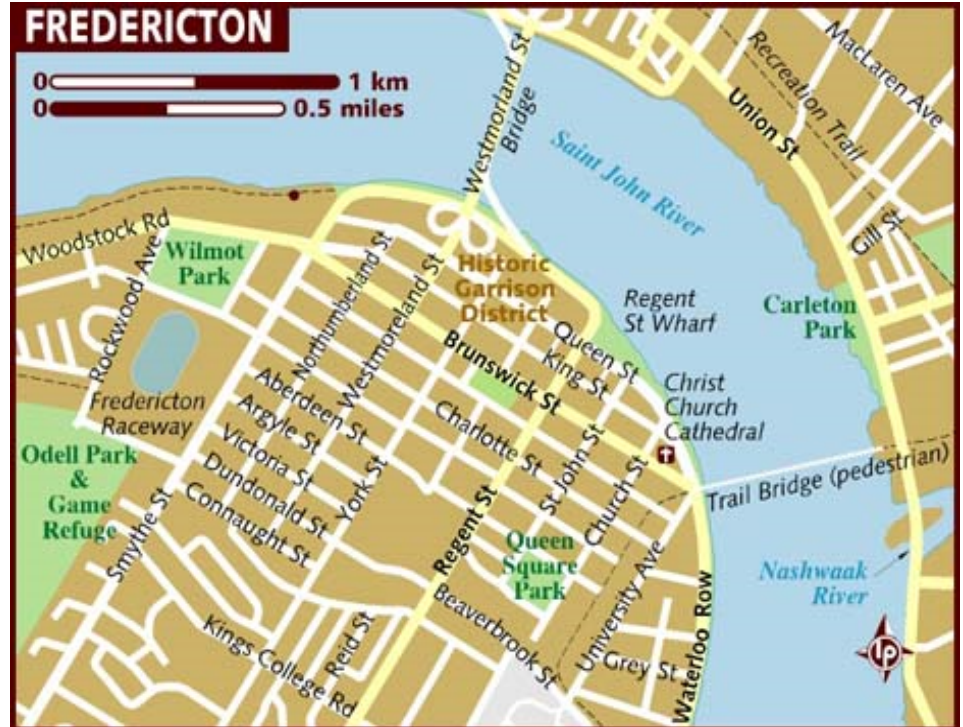 FREDERICTON
0 1 km
0 0.5 miles
Westmorland St
Bridge
Saint John River
Union St
Recreation Trail
MacLaren Ave
Gill St
Woodstock Rd
Wilmot
Park
Rockwood Ave
Northumberland St
Westmoreland St
Historic
Garrison
District
Regent
St Wharf
Carleton
Park
Queen St
King St
Brunswick St
Christ
Church
Cathedral
Fredericton
Raceway
Aberdeen St
Argyle St
Victoria St
Dundonald St
Connaught St
Charlotte St
York St
Regent St
St John St
Church St
Trail Bridge (pedestrian)
Odell Park
&
Game
Refuge
Smythe St
Queen
Square
Park
University Ave
Waterloo Row
Nashwaak
River
Beaverbrook St
Grey St
Kings College Rd
Reid St
lp